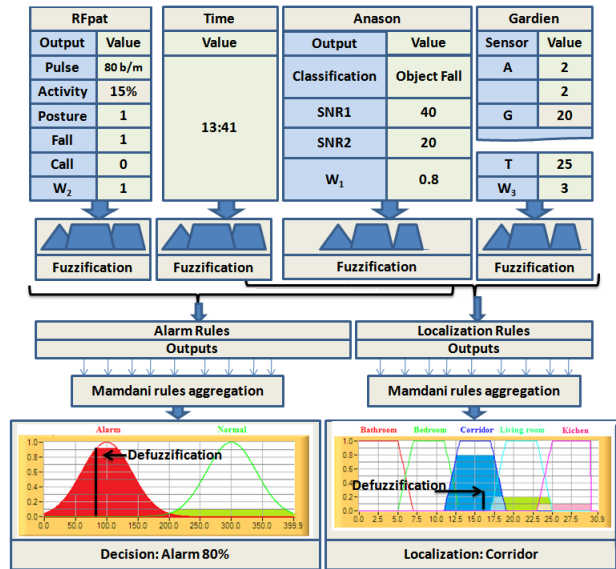 RFpat
Output Value
Pulse 80 b/m
Activity 15%
Posture 1
Fall 1
Call 0
W2 1
Time
Value
13:41
Anason
Output Value
Classification Object Fall
SNR1 40
SNR2 20
W1 0.8
Gardien
Sensor Value
A 2
2
G 20
T 25
W3 3
Fuzzification
Fuzzification
Fuzzification
Fuzzification
Alarm Rules
Outputs
Localization Rules
Outputs
Mamdani rules aggregation
Mamdani rules aggregation
Alarm Normal
Defuzzification
1.0
0.8
0.6
0.4
0.2
0.0
0.0 50.0 100.0 150.0 200.0 250.0 300.0 350.0 399.9
Decision: Alarm 80%
Bathroom Bedroom Corridor Living room Kichen
Defuzzification
1.0
0.8
0.6
0.4
0.2
0.0
0.0 2.5 5.0 7.5 10.0 12.5 15.0 17.5 20.0 22.5 25.0 27.5 30.9
Localization: Corridor